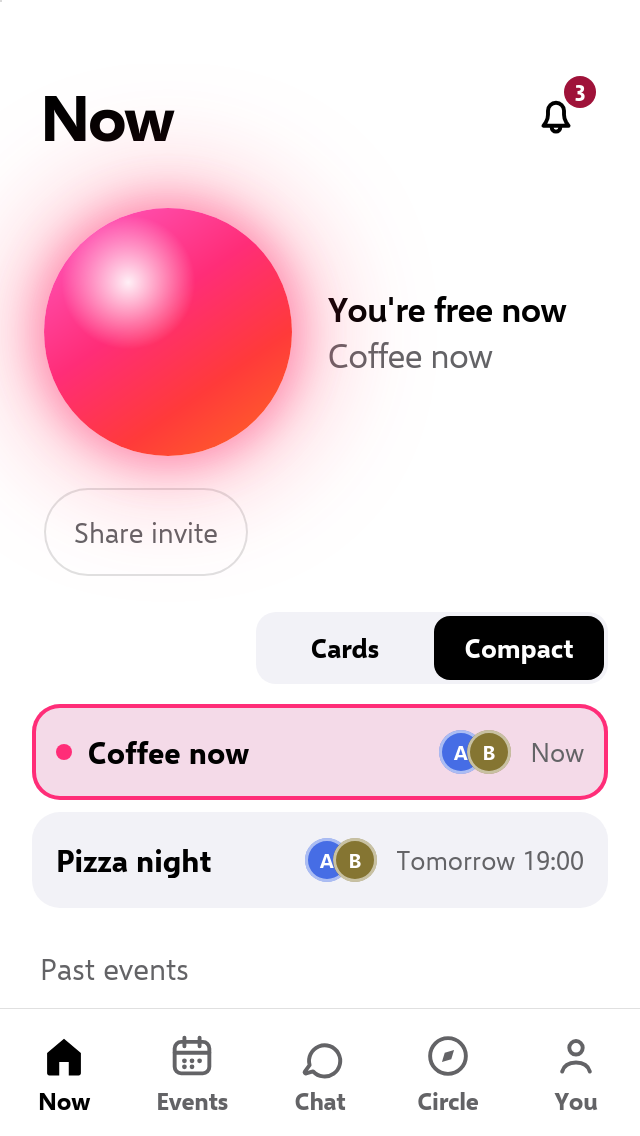 Now
3
You're free now
Coffee now
Share invite
Cards
Compact
Coffee now
A
B
Now
Pizza night
A
B
Tomorrow 19:00
Past events
Now
Events
Chat
Circle
You